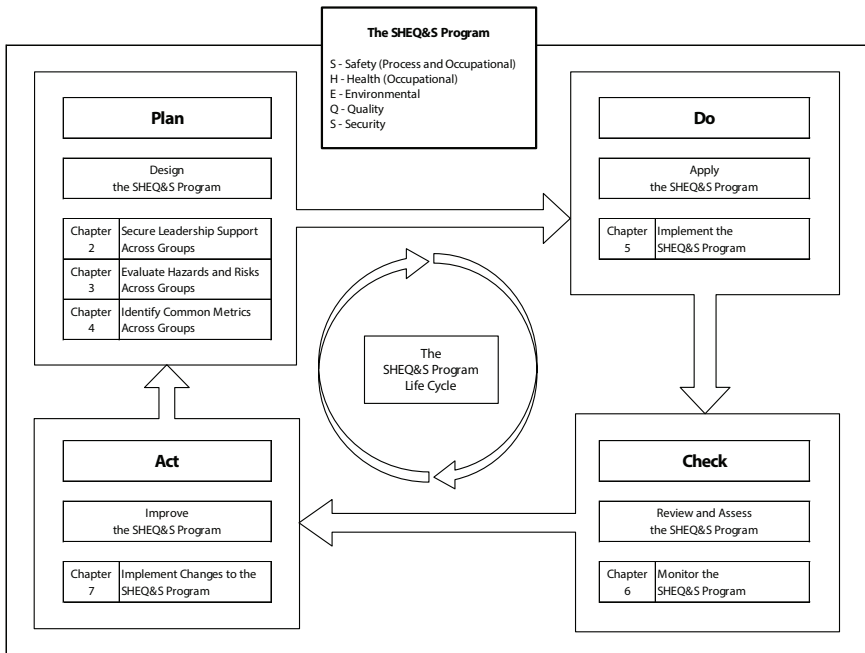 The SHEQ&S Program
S - Safety (Process and Occupational)
H - Health (Occupational)
E - Environmental
Q - Quality
S - Security
Plan
Design
the SHEQ&S Program
Chapter
2
Secure Leadership Support
Across Groups
Chapter
3
Evaluate Hazards and Risks
Across Groups
Chapter
4
Identify Common Metrics
Across Groups
Do
Apply
the SHEQ&S Program
Chapter
5
Implement the
SHEQ&S Program
The
SHEQ&S Program
Life Cycle
Act
Improve
the SHEQ&S Program
Chapter
7
Implement Changes to the
SHEQ&S Program
Check
Review and Assess
the SHEQ&S Program
Chapter
6
Monitor the
SHEQ&S Program